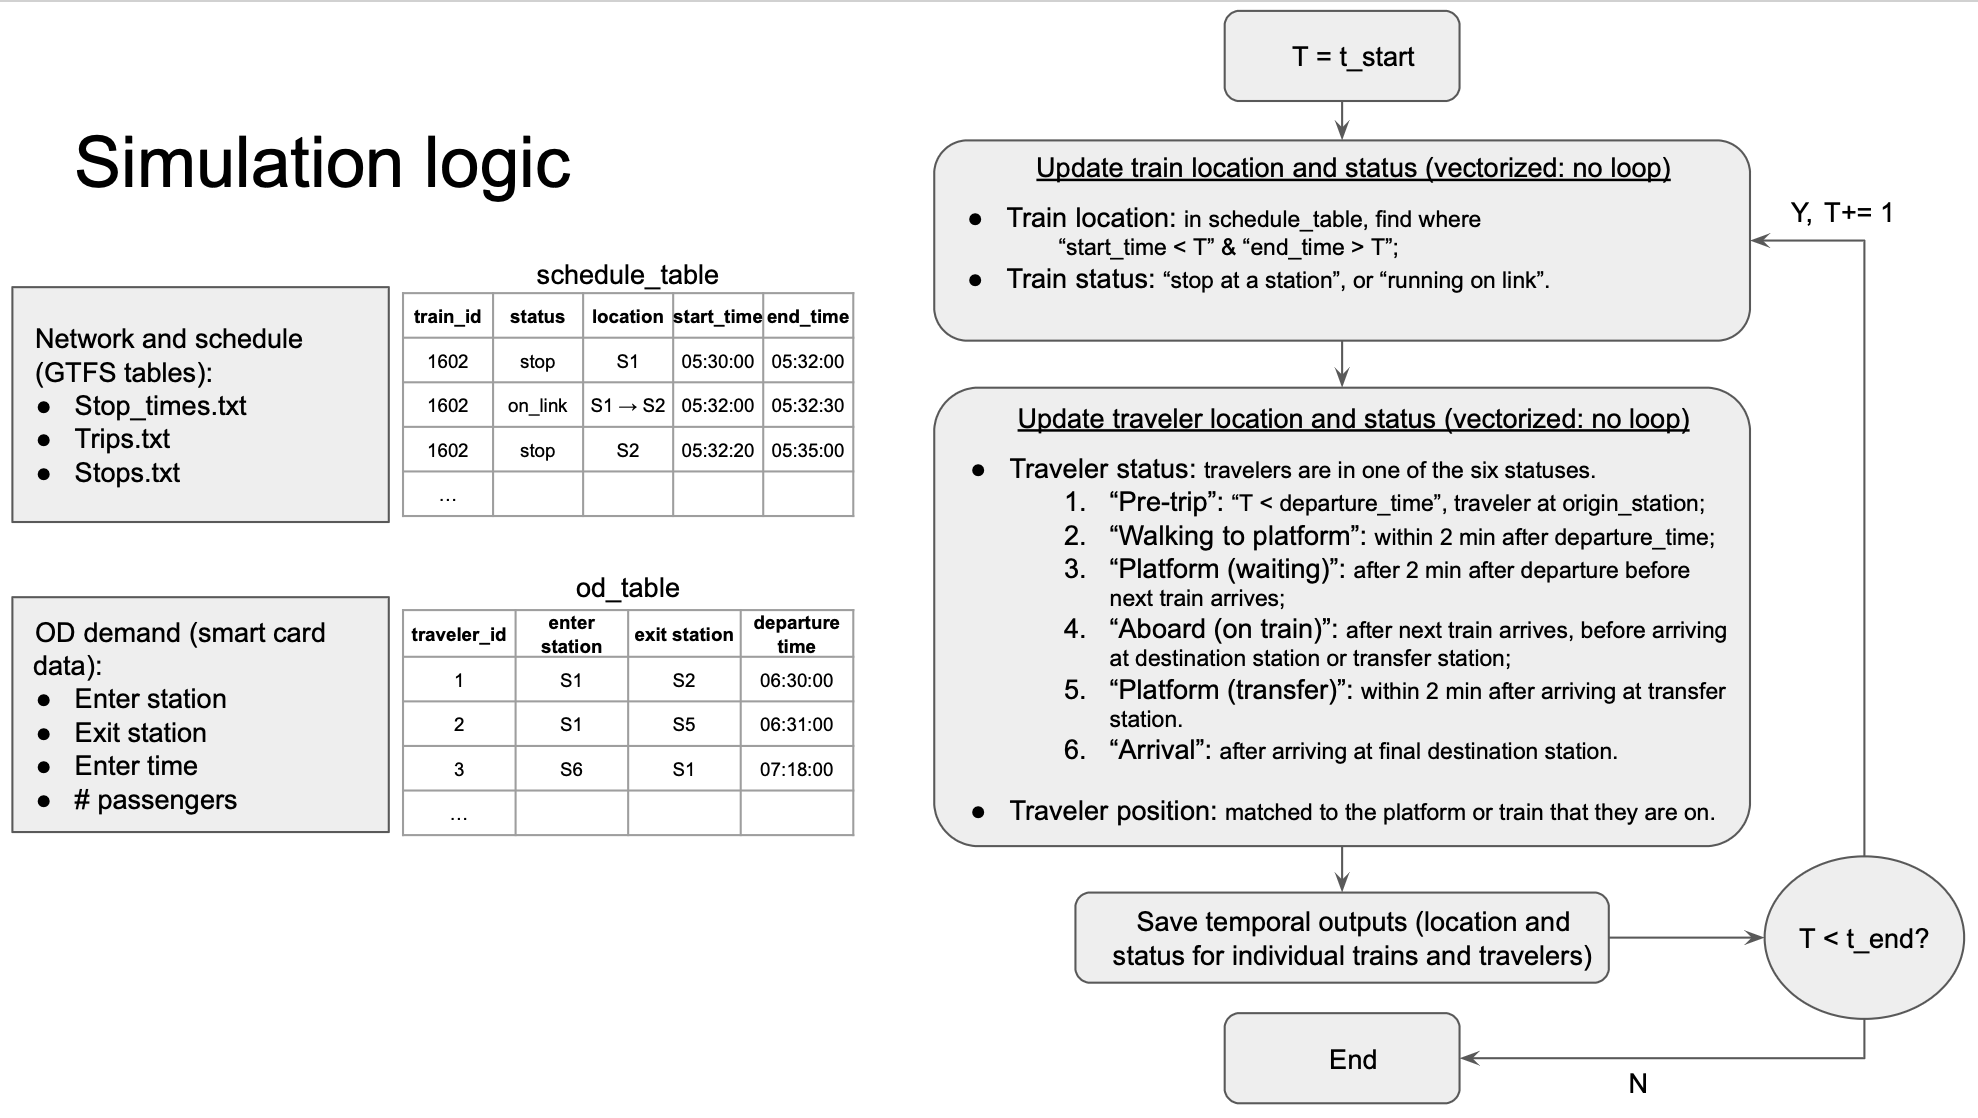 Simulation logic
Network and schedule
(GTFS tables):
● Stop_times.txt
● Trips.txt
● Stops.txt
schedule_table
train_id status location start_time end_time
1602 stop S1 05:30:00 05:32:00
1602 on_link S1 → S2 05:32:00 05:32:30
1602 stop S2 05:32:20 05:35:00
...
OD demand (smart card
data):
● Enter station
● Exit station
● Enter time
● # passengers
od_table
traveler_id enter station exit station departure time
1 S1 S2 06:30:00
2 S1 S5 06:31:00
3 S6 S1 07:18:00
...
T = t_start
Update train location and status (vectorized: no loop)
● Train location: in schedule_table, find where
“start_time < T” & “end_time > T”;
● Train status: “stop at a station”, or “running on link”.
Update traveler location and status (vectorized: no loop)
● Traveler status: travelers are in one of the six statuses.
1. “Pre-trip”: “T < departure_time”, traveler at origin_station;
2. “Walking to platform”: within 2 min after departure_time;
3. “Platform (waiting)”: after 2 min after departure before
next train arrives;
4. “Aboard (on train)”: after next train arrives, before arriving
at destination station or transfer station;
5. “Platform (transfer)”: within 2 min after arriving at transfer
station.
6. “Arrival”: after arriving at final destination station.
● Traveler position: matched to the platform or train that they are on.
Save temporal outputs (location and
status for individual trains and travelers)
T < t_end?
Y, T+= 1
N
End